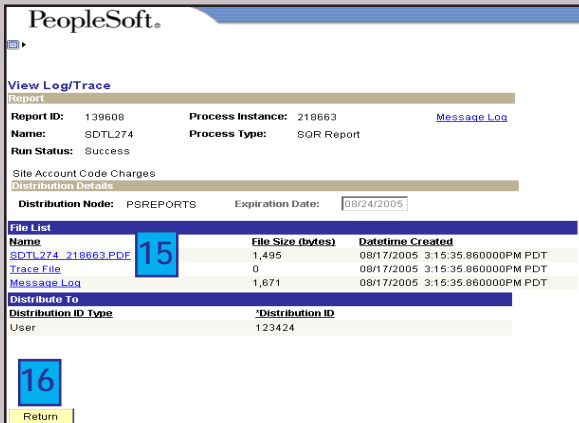 PeopleSoft®
View Log/Trace
Report
Report ID: 139608 Process Instance: 218663 Message Log
Name: SDTL274 Process Type: SQR Report
Run Status: Success
Site Account Code Charges
Distribution Details
Distribution Node: PSREPORTS Expiration Date: 08/24/2005
File List
Name File Size (bytes) Datetime Created
SDTL274_218663.PDF 15 1,495 08/17/2005 3:15:35.860000PM PDT
Trace File 0 08/17/2005 3:15:35.860000PM PDT
Message Log 1,671 08/17/2005 3:15:35.860000PM PDT
Distribute To
Distribution ID Type *Distribution ID
User 123424
16
Return